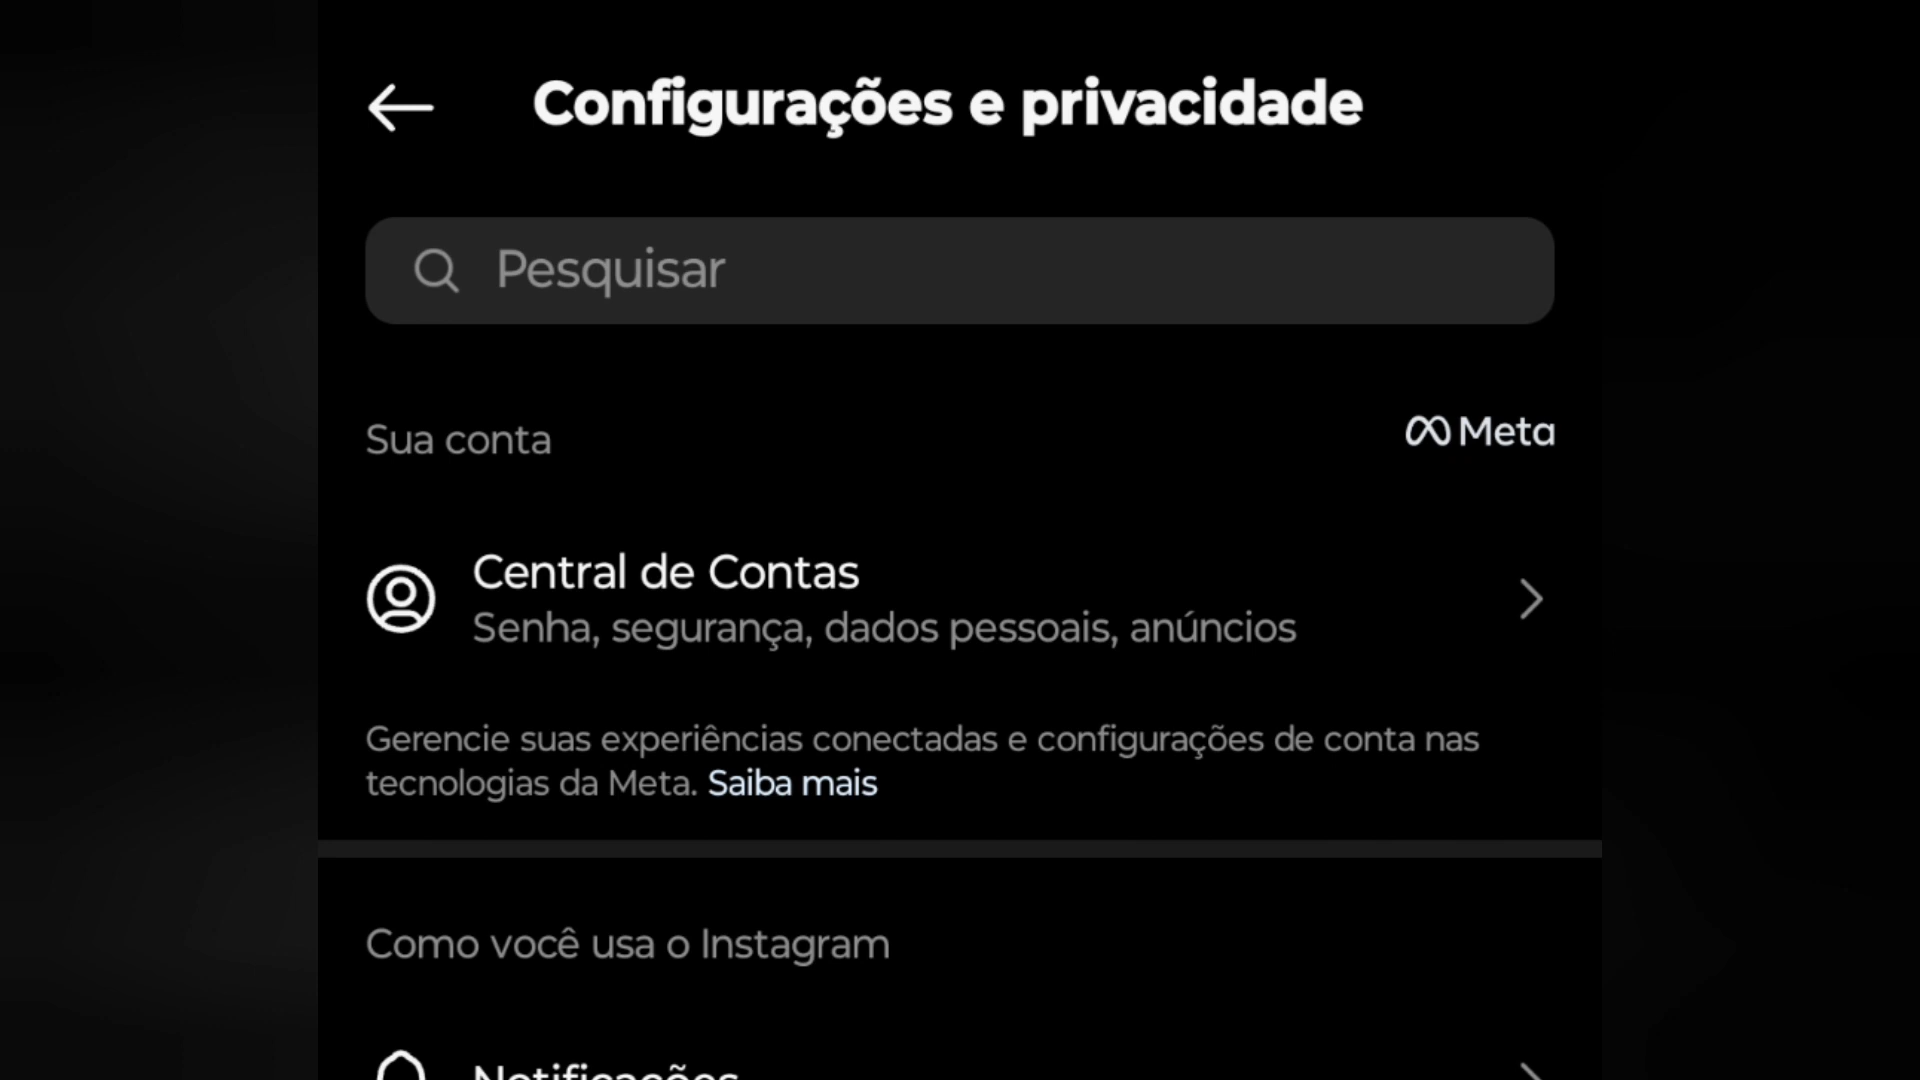 Configurações e privacidade
Pesquisar
Sua conta
Meta
Central de Contas
Senha, segurança, dados pessoais, anúncios
Gerencie suas experiências conectadas e configurações de conta nas
tecnologias da Meta. Saiba mais
Como você usa o Instagram
Notificações